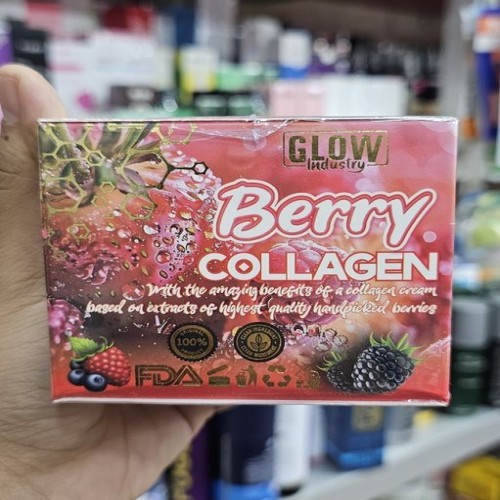 GLOW
Industry
Berry
COLLAGEN
With the amazing benefits of a collagen cream
based on extracts of highest quality handpicked berries
100%
FDA